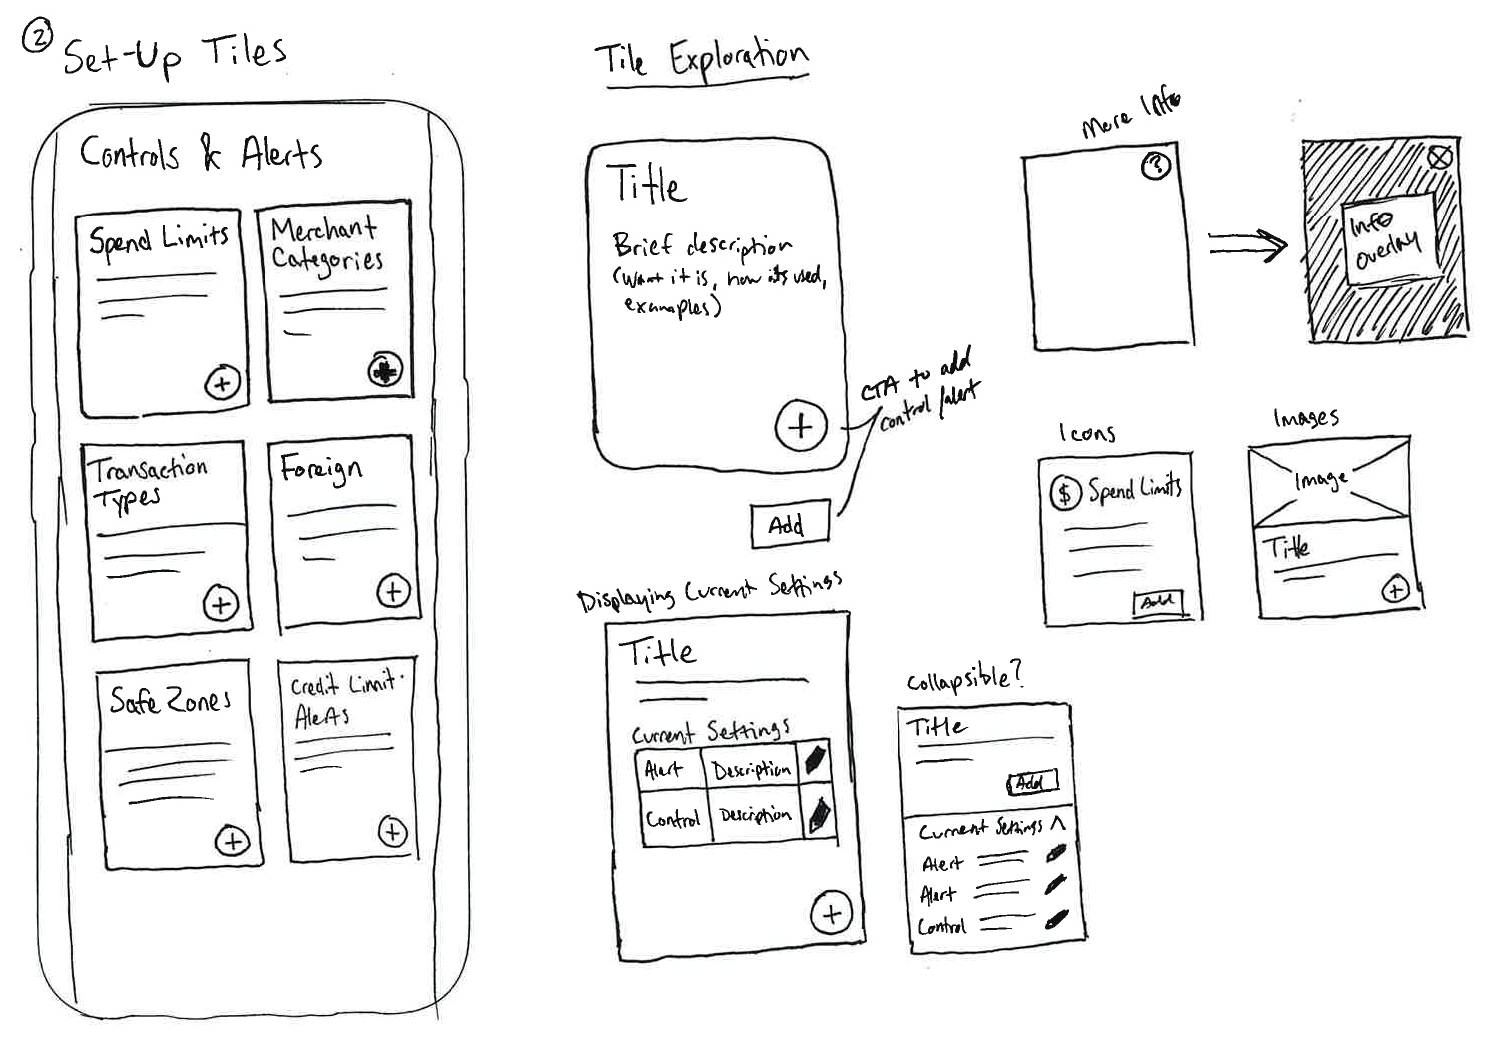 2
Set-Up Tiles
Controls & Alerts
Spend Limits
Merchant
Categories
Transaction
Types
Foreign
Safe Zones
Credit Limit
Alerts
Tile Exploration
Title
Brief description
(What it is, how its used,
examples)
CTA to add
control/alert
Add
More Info
?
Info
overlay
Icons
$ Spend Limits
Add
Images
Image
Title
Displaying Current Settings
Title
Current Settings
Alert Description
Control Description
Collapsible?
Title
Add
Current Settings
Alert
Alert
Control